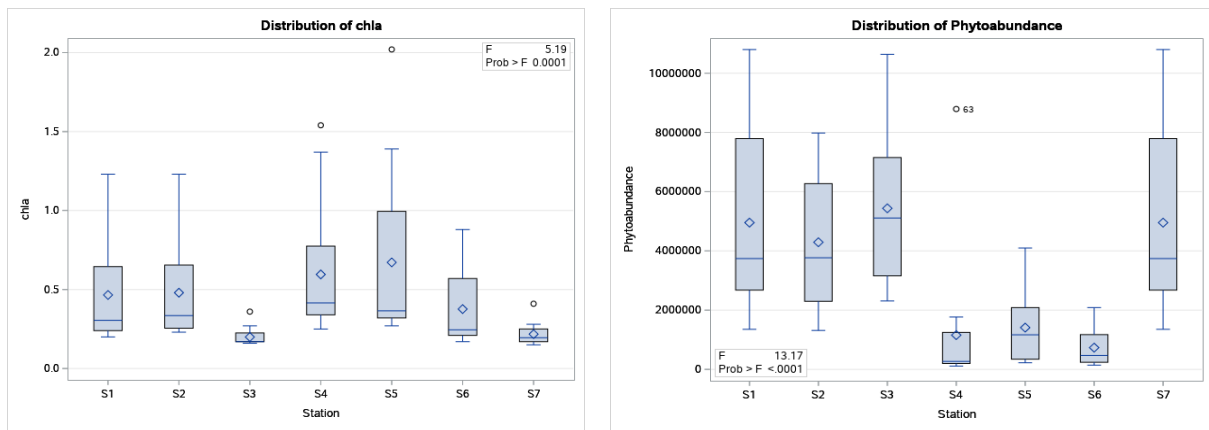 Distribution of chla
F 5.19
Prob > F 0.0001
2.0
1.5
1.0
0.5
0.0
chla
S1 S2 S3 S4 S5 S6 S7
Station
Distribution of Phytoabundance
10000000
8000000
6000000
4000000
2000000
0
Phytoabundance
63
F 13.17
Prob > F <.0001
S1 S2 S3 S4 S5 S6 S7
Station